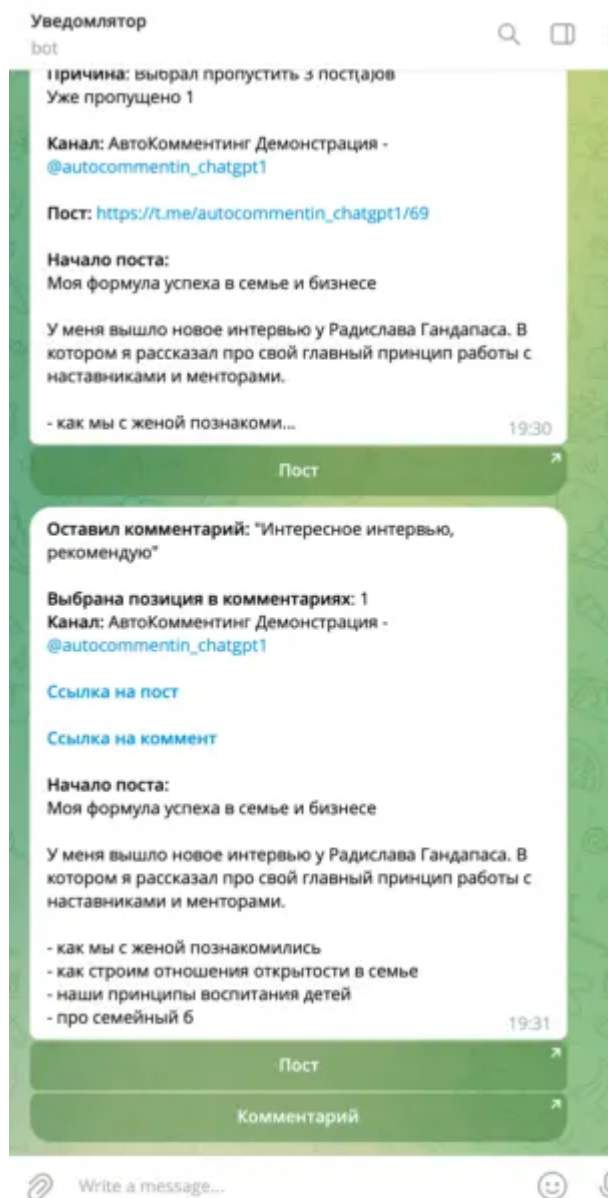 Уведомлятор
bot
Причина: Выбрал пропустить 3 пост(а)ов
Уже пропущено 1
Канал: АвтоКомментинг Демонстрация -
@autocommentin_chatgpt1
Пост: https://t.me/autocommentin_chatgpt1/69
Начало поста:
Моя формула успеха в семье и бизнесе
У меня вышло новое интервью у Радислава Гандапаса. В
котором я рассказал про свой главный принцип работы с
наставниками и менторами.
- как мы с женой познакоми...
19:30
Пост
Оставил комментарий: "Интересное интервью,
рекомендую"
Выбрана позиция в комментариях: 1
Канал: АвтоКомментинг Демонстрация -
@autocommentin_chatgpt1
Ссылка на пост
Ссылка на коммент
Начало поста:
Моя формула успеха в семье и бизнесе
У меня вышло новое интервью у Радислава Гандапаса. В
котором я рассказал про свой главный принцип работы с
наставниками и менторами.
- как мы с женой познакомились
- как строим отношения открытости в семье
- наши принципы воспитания детей
- про семейный б
19:31
Пост
Комментарий
Write a message...